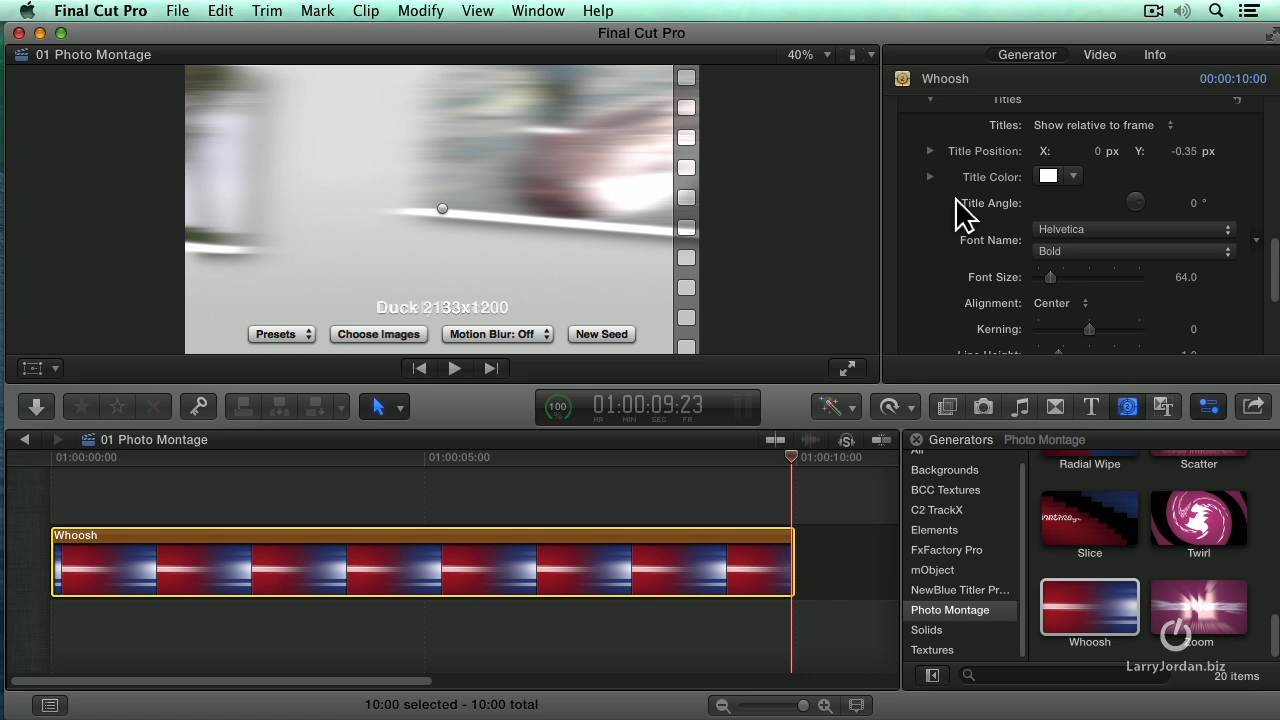 Final Cut Pro File Edit Trim Mark Clip Modify View Window Help
Final Cut Pro
01 Photo Montage 40%
Generator Video Info
Whoosh 00:00:10:00
Titles
Titles: Show relative to frame
Title Position: X: 0 px Y: -0.35 px
Title Color:
Title Angle: 0 °
Font Name: Helvetica
Bold
Font Size: 64.0
Alignment: Center
Kerning: 0
Line Height: 1.0
Duck 2133x1200
Presets Choose Images Motion Blur: Off New Seed
100 % 01:00:09:23
HR MIN SEC FR
01 Photo Montage
01:00:00:00 01:00:05:00 01:00:10:00
Whoosh
Generators Photo Montage
All
Backgrounds
BCC Textures
C2 TrackX
Elements
FxFactory Pro
mObject
NewBlue Titler Pr...
Photo Montage
Solids
Textures
Radial Wipe Scatter
Slice Twirl
Whoosh Zoom
LarryJordan.biz
20 items
10:00 selected - 10:00 total